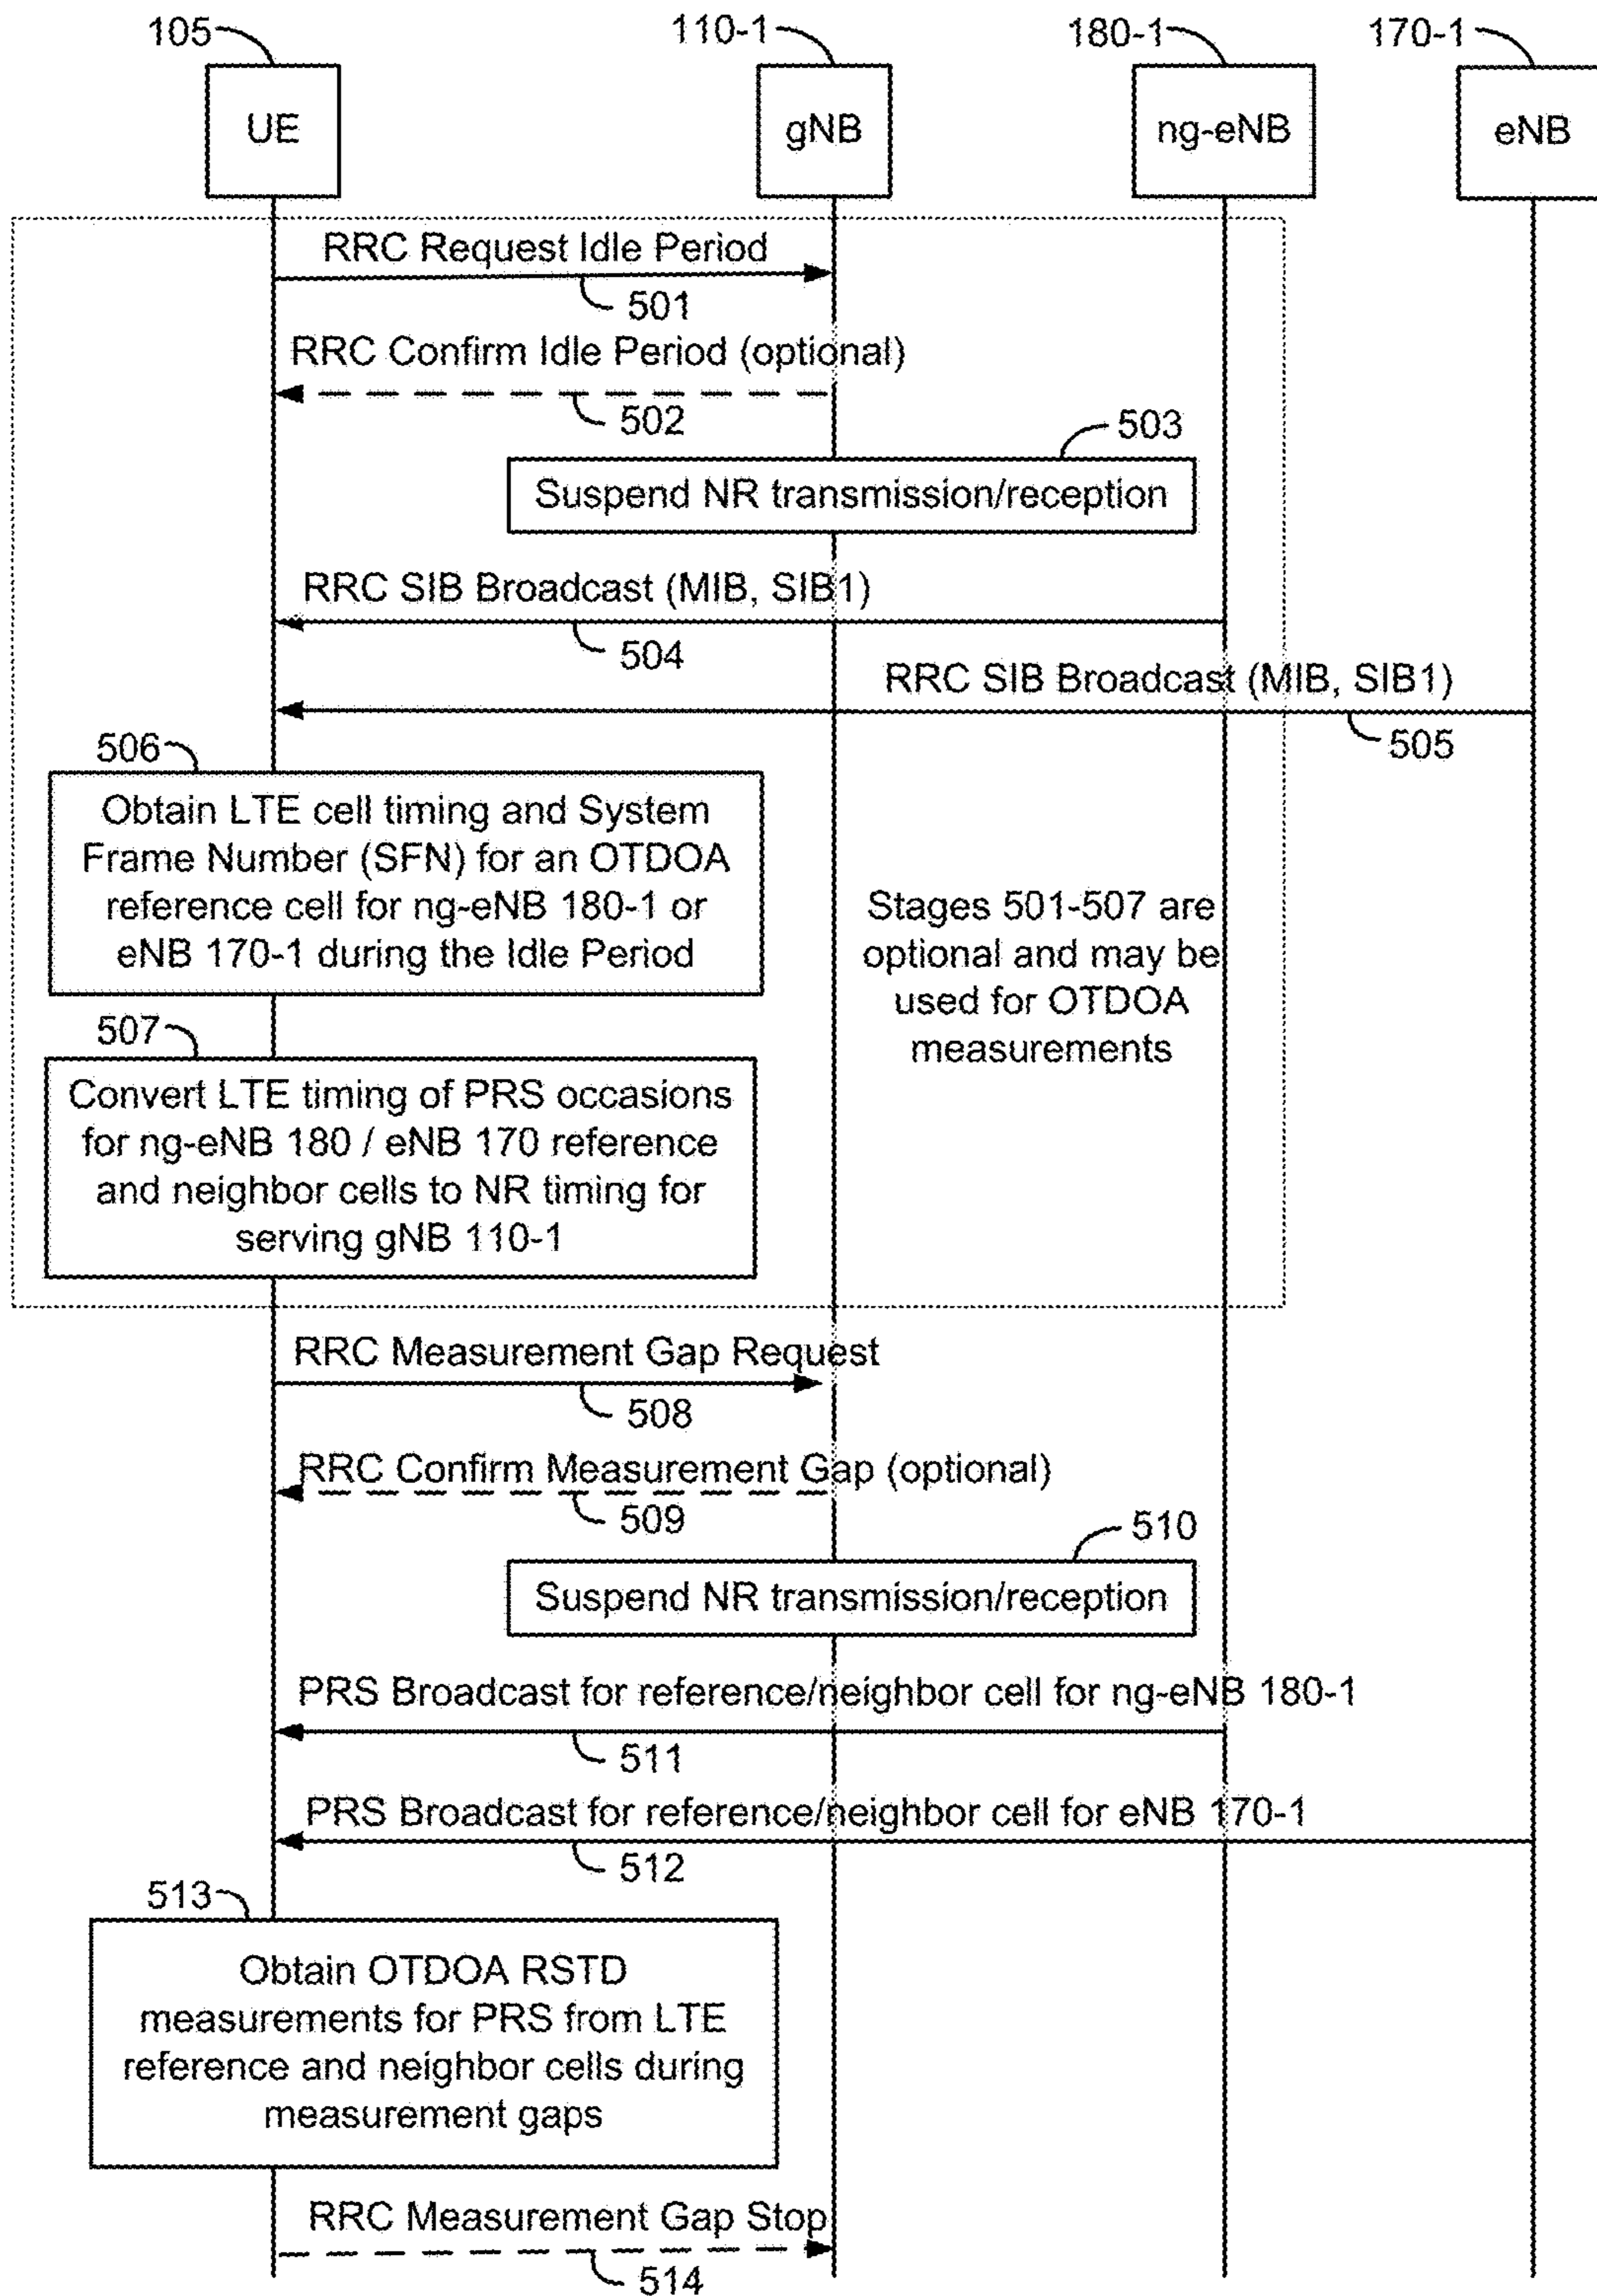 105
110-1
180-1
170-1
UE
gNB
ng-eNB
eNB
RRC Request Idle Period
501
RRC Confirm Idle Period (optional)
502
503
Suspend NR transmission/reception
RRC SIB Broadcast (MIB, SIB1)
504
RRC SIB Broadcast (MIB, SIB1)
505
506
Obtain LTE cell timing and System
Frame Number (SFN) for an OTDOA
reference cell for ng-eNB 180-1 or
eNB 170-1 during the Idle Period
Stages 501-507 are
optional and may be
used for OTDOA
measurements
507
Convert LTE timing of PRS occasions
for ng-eNB 180 / eNB 170 reference
and neighbor cells to NR timing for
serving gNB 110-1
RRC Measurement Gap Request
508
RRC Confirm Measurement Gap (optional)
509
510
Suspend NR transmission/reception
PRS Broadcast for reference/neighbor cell for ng-eNB 180-1
511
PRS Broadcast for reference/neighbor cell for eNB 170-1
512
513
Obtain OTDOA RSTD
measurements for PRS from LTE
reference and neighbor cells during
measurement gaps
RRC Measurement Gap Stop
514